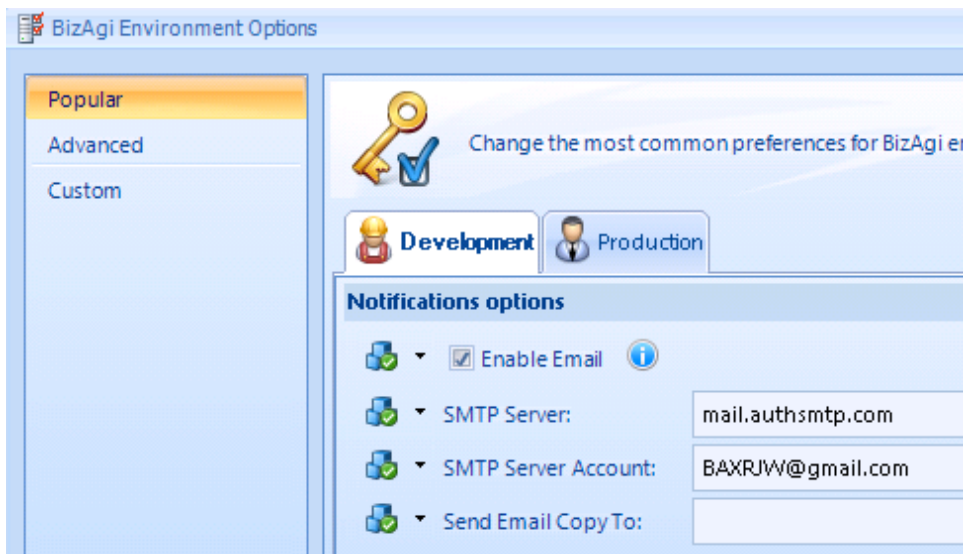 BizAgi Environment Options
Popular
Advanced
Custom
Change the most common preferences for BizAgi
Development
Production
Notifications options
Enable Email
SMTP Server:
mail.authsmtp.com
SMTP Server Account:
BAXRJW@gmail.com
Send Email Copy To: